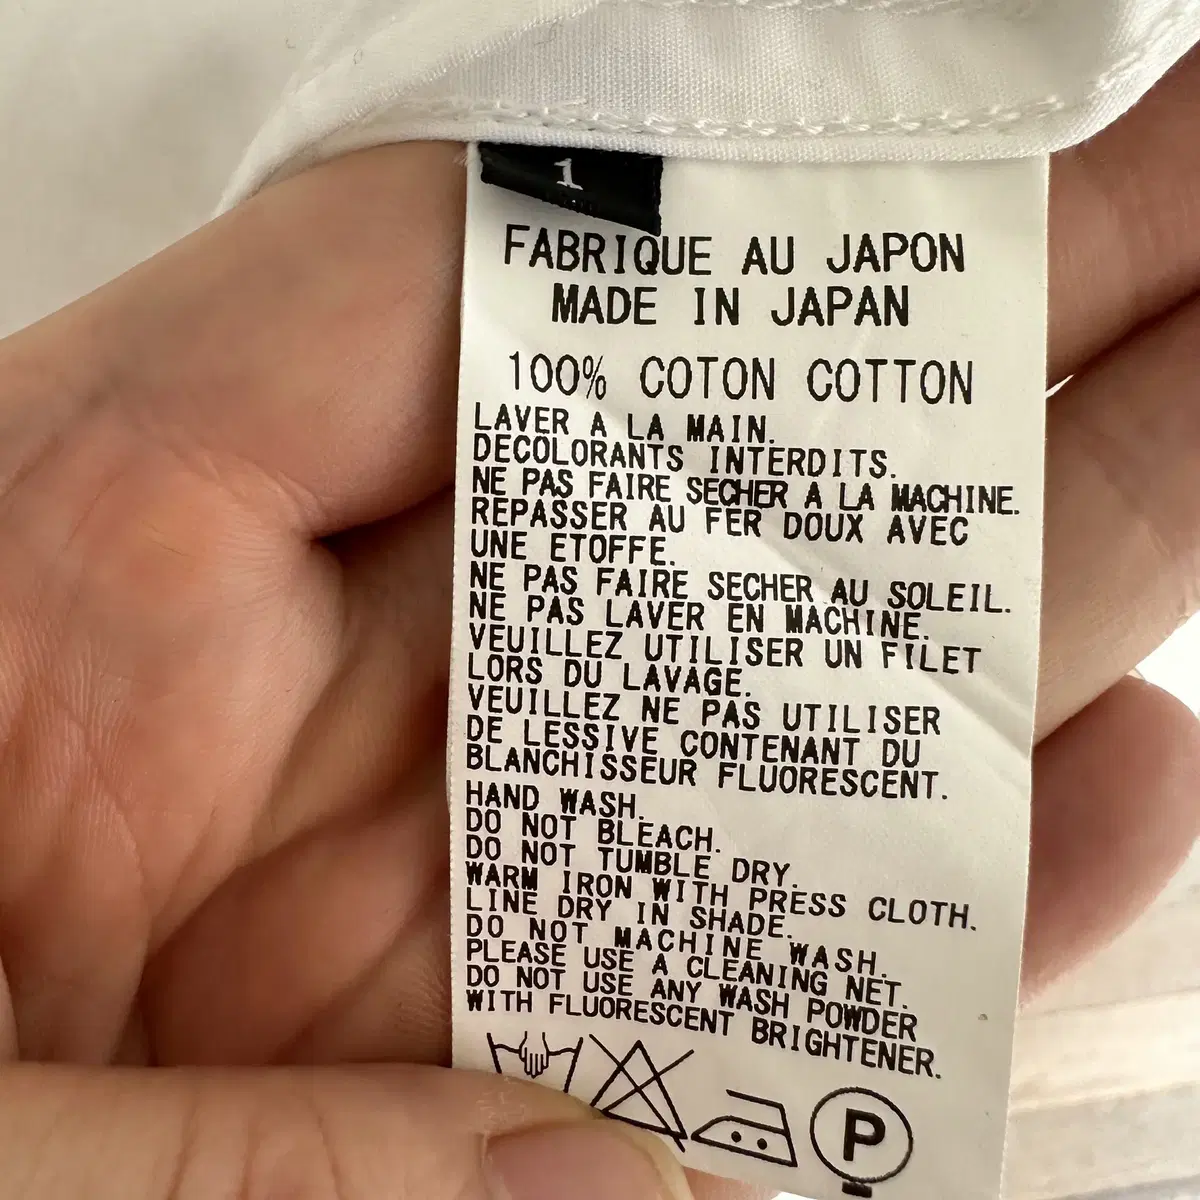 1
FABRIQUE AU JAPON
MADE IN JAPAN
100% COTON COTTON
LAVER A LA MAIN.
DECOLORANTS INTERDITS.
NE PAS FAIRE SECHER A LA MACHINE.
REPASSER AU FER DOUX AVEC
UNE ETOFFE.
NE PAS FAIRE SECHER AU SOLEIL.
NE PAS LAVER EN MACHINE.
VEUILLEZ UTILISER UN FILET
LORS DU LAVAGE.
VEUILLEZ NE PAS UTILISER
DE LESSIVE CONTENANT DU
BLANCHISSEUR FLUORESCENT.
HAND WASH.
DO NOT BLEACH.
DO NOT TUMBLE DRY.
WARM IRON WITH PRESS CLOTH.
LINE DRY IN SHADE.
DO NOT MACHINE WASH.
PLEASE USE A CLEANING NET.
DO NOT USE ANY WASH POWDER
WITH FLUORESCENT BRIGHTENER.
P